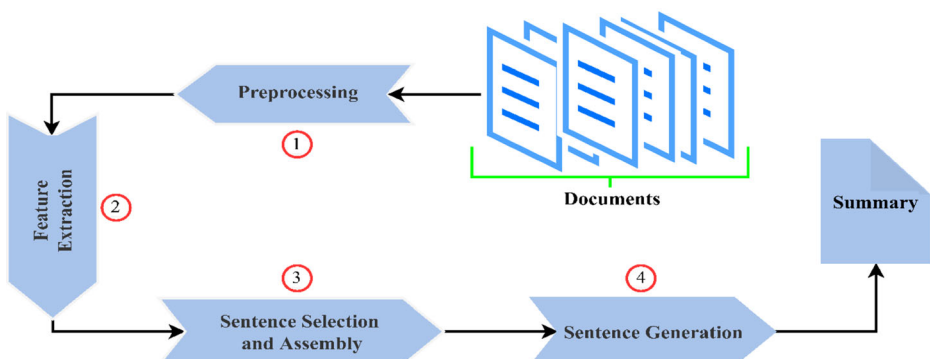 Documents
Preprocessing
1
Feature
Extraction
2
3
Sentence Selection
and Assembly
4
Sentence Generation
Summary